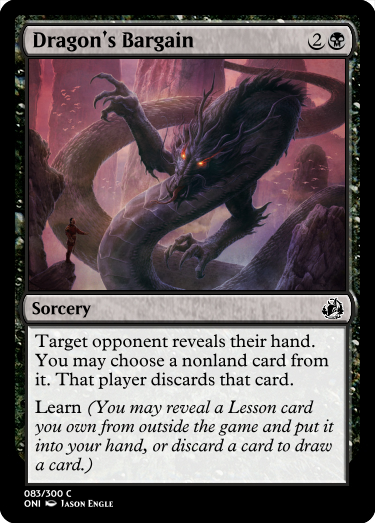 Dragon's Bargain 2
Sorcery
Target opponent reveals their hand.
You may choose a nonland card from
it. That player discards that card.
Learn (You may reveal a Lesson card
you own from outside the game and put it
into your hand, or discard a card to draw
a card.)
083/300 C
ONI Jason Engle